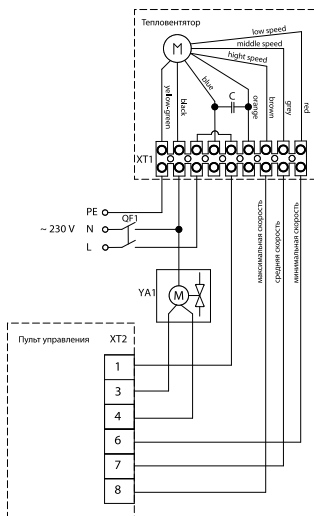 Тепловентятор
low speed
middle speed
hight speed
M
blue
yellow-green
black
C
orange
brown
grey
red
XT1
PE
QF1
~ 230 V
N
L
максимальная скорость
средняя скорость
минимальная скорость
YA1
M
Пульт управления
XT2
1
3
4
6
7
8